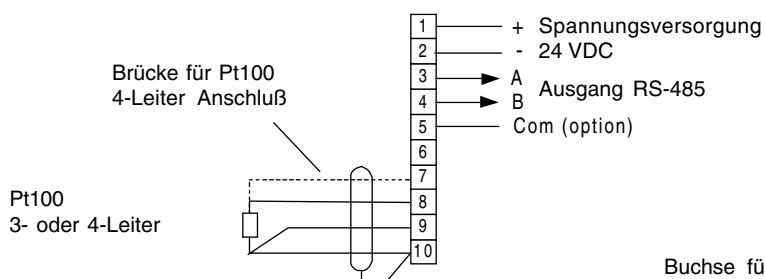 1
+ Spannungsversorgung
2
- 24 VDC
3
A
Ausgang RS-485
4
B
5
Com (option)
6
7
8
9
10
Brücke für Pt100
4-Leiter Anschluß
Pt100
3- oder 4-Leiter
Buchse fü